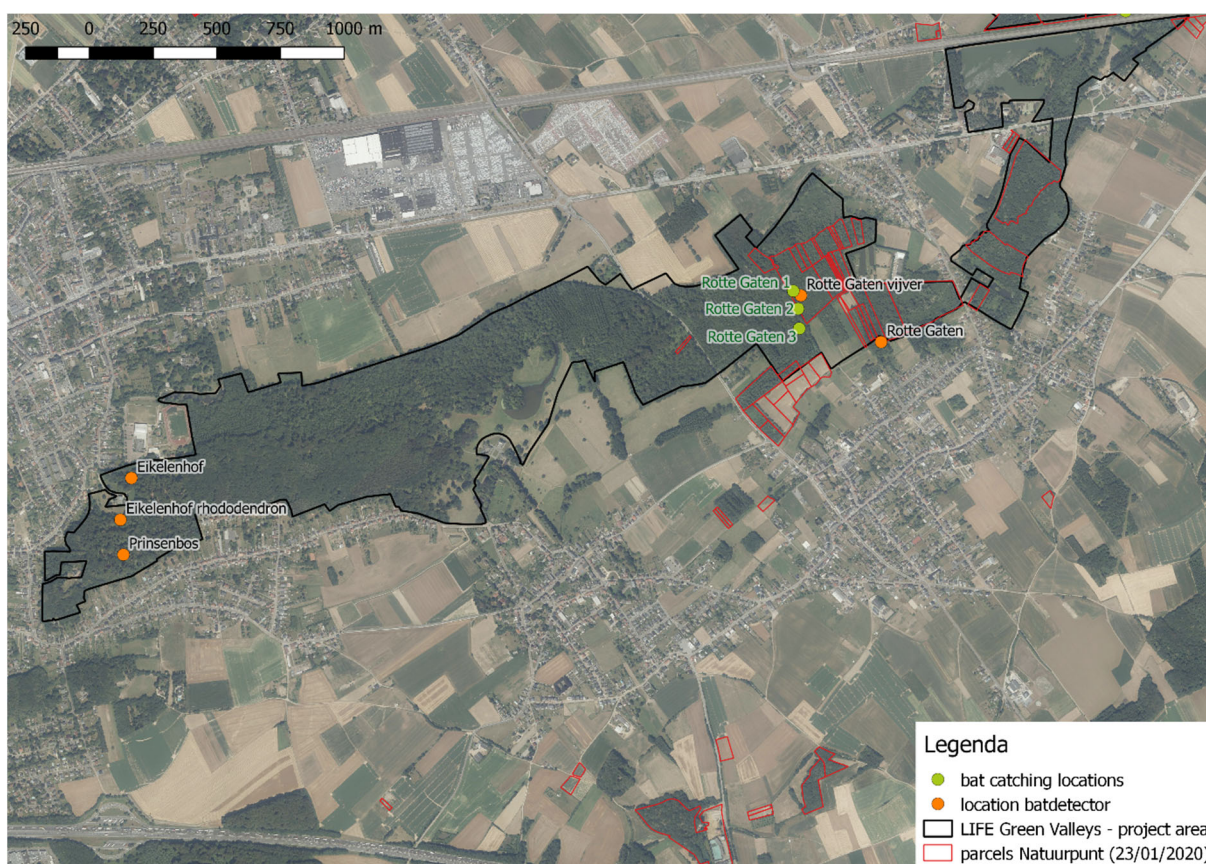 250 0 250 500 750 1000 m
Rotte Gaten 1
Rotte Gaten vijver
Rotte Gaten 2
Rotte Gaten 3
Rotte Gaten
Eikelenhof
Eikelenhof rhododendron
Prinsenbos
Legenda
bat catching locations
location batdetector
LIFE Green Valleys - project area
parcels Natuurpunt (23/01/2020)